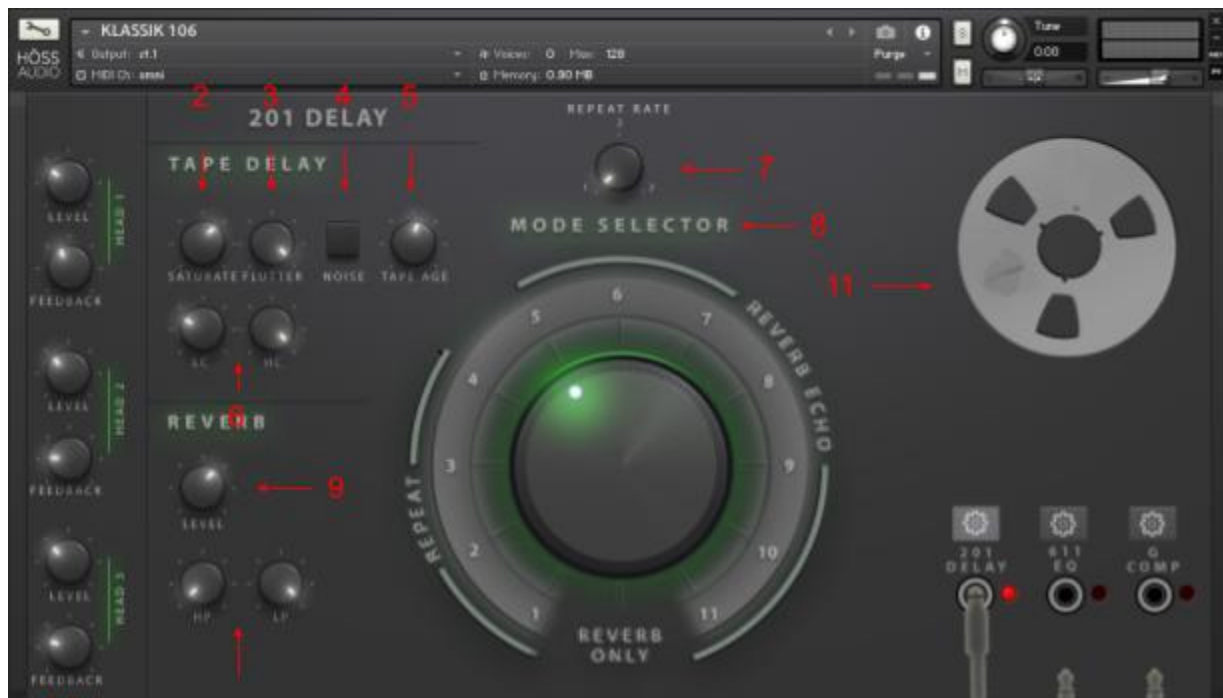 KLASSIK 106
HÖSS
AUDIO
Output: st.1
MIDI Ch: omni
Voices: 0 Max: 128
Memory: 0.90 MB
Purge
S
M
Tune
0.00
2
3
4
5
201 DELAY
TAPE DELAY
SATURATE
FLUTTER
NOISE
TAPE AGE
LC
HC
REVERB
9
LEVEL
HP
LP
LEVEL
HEAD 1
FEEDBACK
LEVEL
HEAD 2
FEEDBACK
LEVEL
HEAD 3
FEEDBACK
REPEAT RATE
1
2
7
MODE SELECTOR
8
11
1
2
3
4
5
6
7
8
9
10
11
REPEAT
REVERB ECHO
REVERB
ONLY
201
DELAY
611
EQ
G
COMP